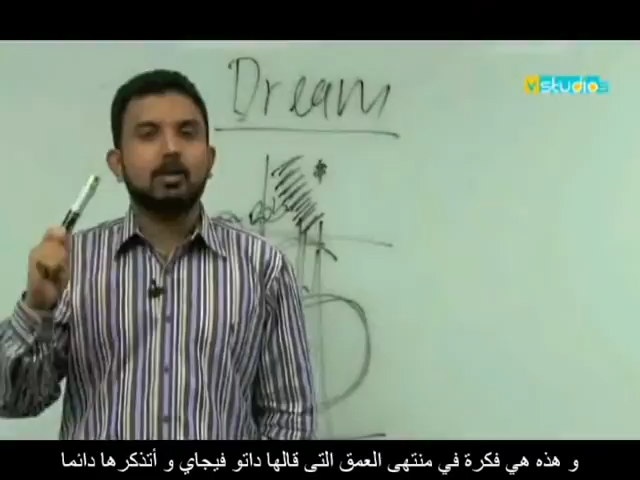 Dream
studio
$
و هذه هي فكرة في منتهى العمق التى قالها داتو فيجاي و أتذكرها دائما